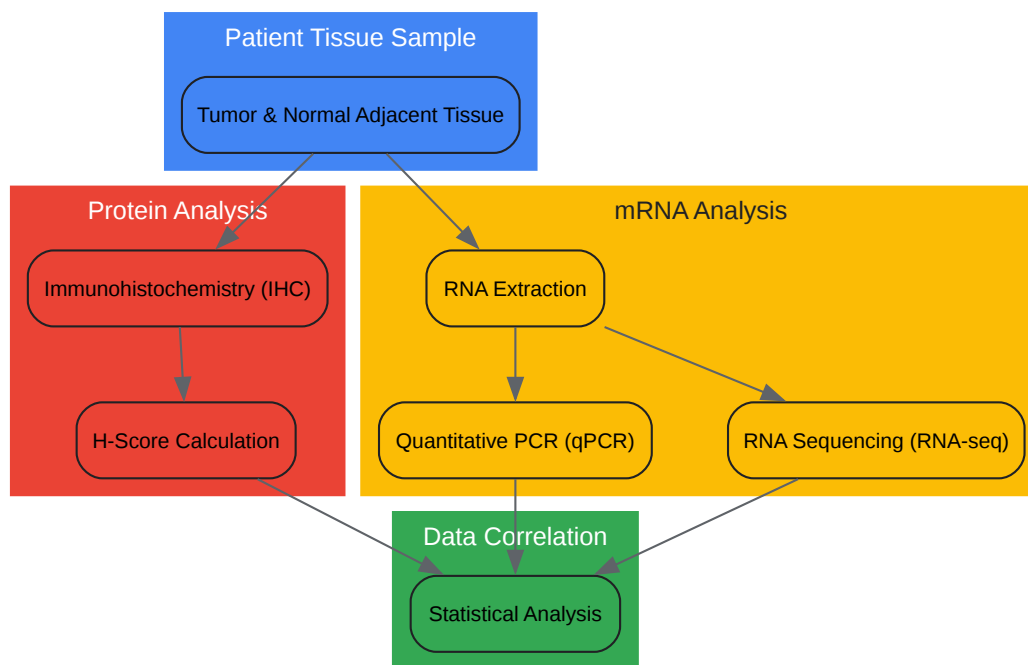 Patient Tissue Sample
Tumor & Normal Adjacent Tissue
Protein Analysis
Immunohistochemistry (IHC)
H-Score Calculation
mRNA Analysis
RNA Extraction
Quantitative PCR (qPCR)
RNA Sequencing (RNA-seq)
Data Correlation
Statistical Analysis